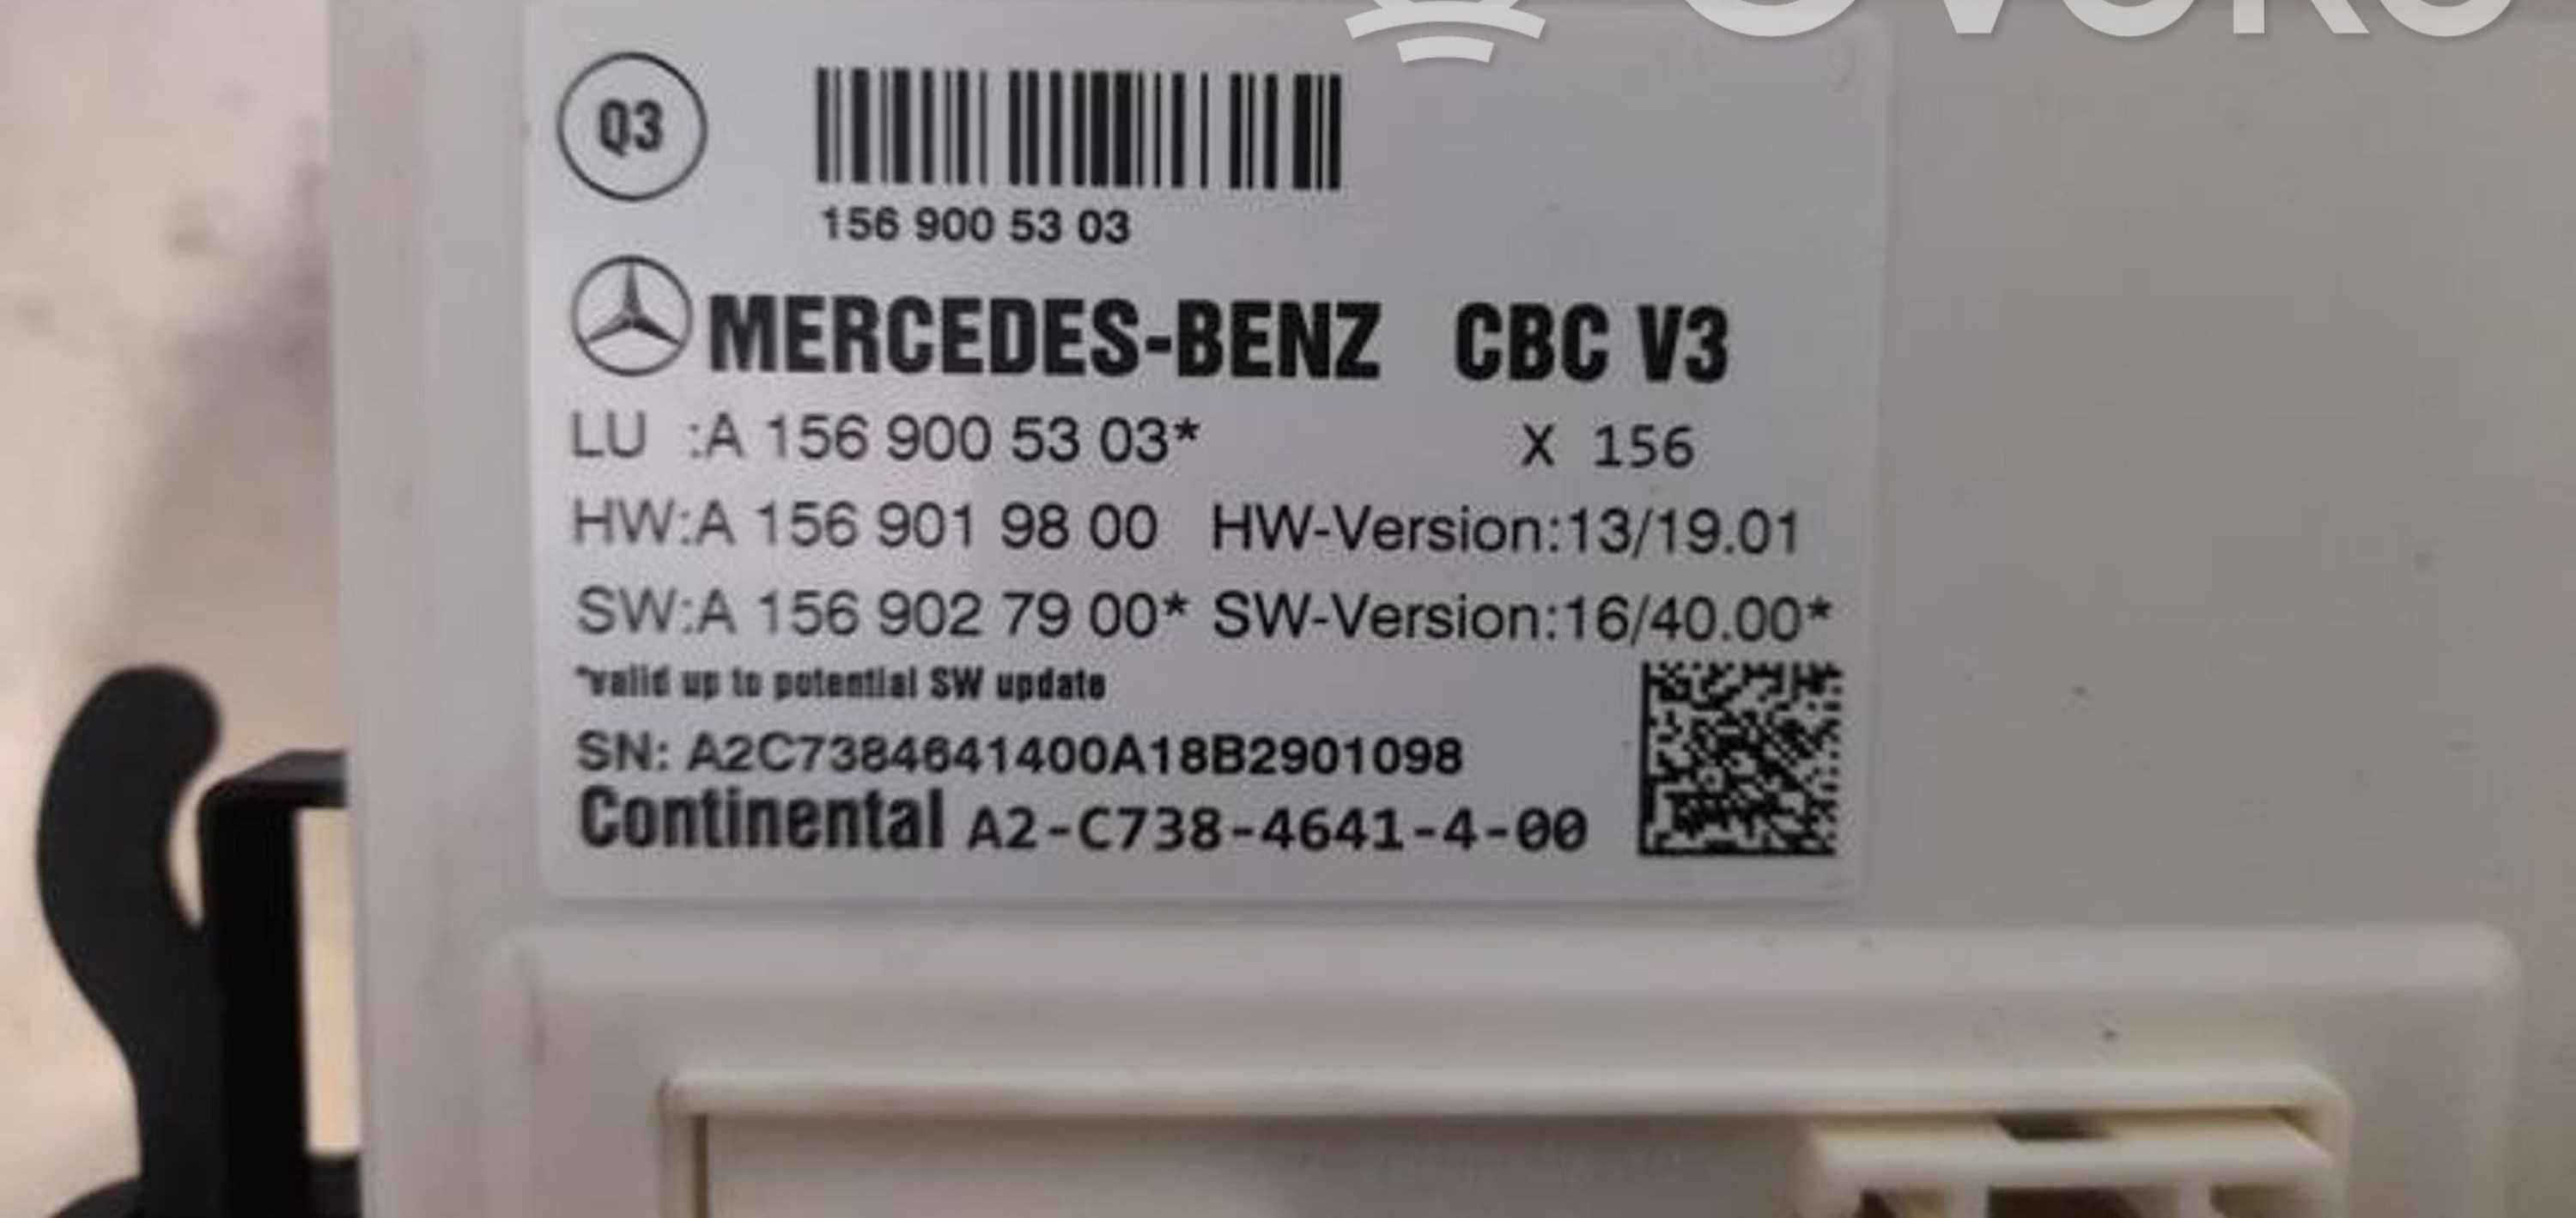 Q3
156 900 53 03
MERCEDES-BENZ CBC V3
LU :A 156 900 53 03* X 156
HW:A 156 901 98 00 HW-Version:13/19.01
SW:A 156 902 79 00* SW-Version:16/40.00*
*valid up to potential SW update
SN: A2C7384641400A18B2901098
Continental A2-C738-4641-4-00